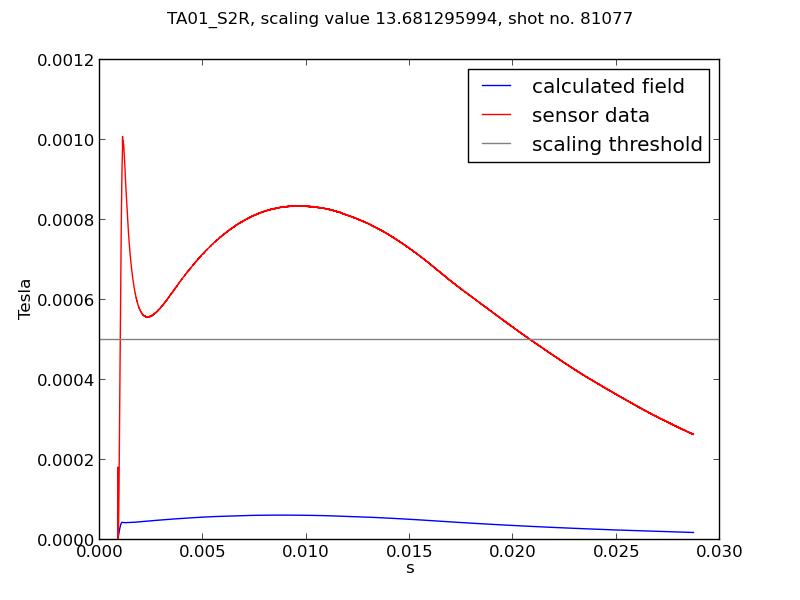 TA01_S2R, scaling value 13.681295994, shot no. 81077
calculated field
sensor data
scaling threshold
Tesla
0.0012
0.0010
0.0008
0.0006
0.0004
0.0002
0.0000
0.000 0.005 0.010 0.015 0.020 0.025 0.030
s